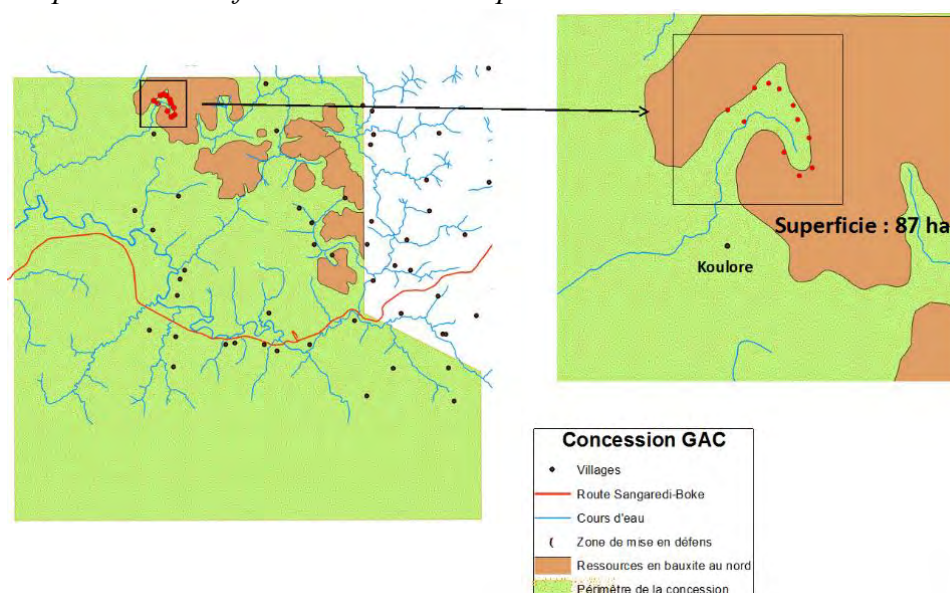 Superficie : 87 ha
Koulore
Concession GAC
Villages
Route Sangaredi-Boke
Cours d'eau
Zone de mise en défens
Ressources en bauxite au nord
Périmètre de la concession